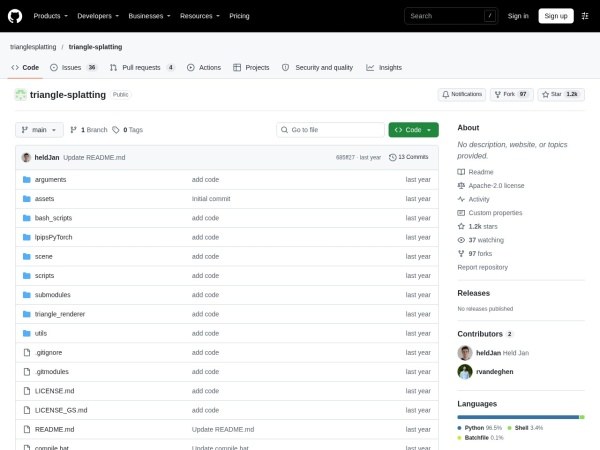 Products Developers Business Resources Pricing Search / Sign in Sign up
trianglesplatting / triangle-splatting
Code Issues 36 Pull requests 4 Actions Projects Security and quality Insights
triangle-splatting Public Notifications Fork 97 Star 1.2k
main 1 Branch 0 Tags Go to file Code
heldJan Update README.md last year 13 Commits
arguments add code last year
assets Initial commit last year
bash_scripts add code last year
lpipsPyTorch add code last year
scene add code last year
scripts add code last year
submodules add code last year
triangle_renderer add code last year
utils add code last year
.gitignore add code last year
.gitmodules add code last year
LICENSE.md add code last year
LICENSE_GS.md add code last year
README.md Update README.md last year
compile.bat Update compile.bat last year
About
No description, website, or topics
provided.
Readme
Apache-2.0 license
Activity
Custom properties
1.2k stars
37 watching
97 forks
Report repository
Releases
No releases published
Contributors 2
heldJan Held Jan
rvandeghen
Languages
Python 96.5% Shell 3.4%
Batchfile 0.1%